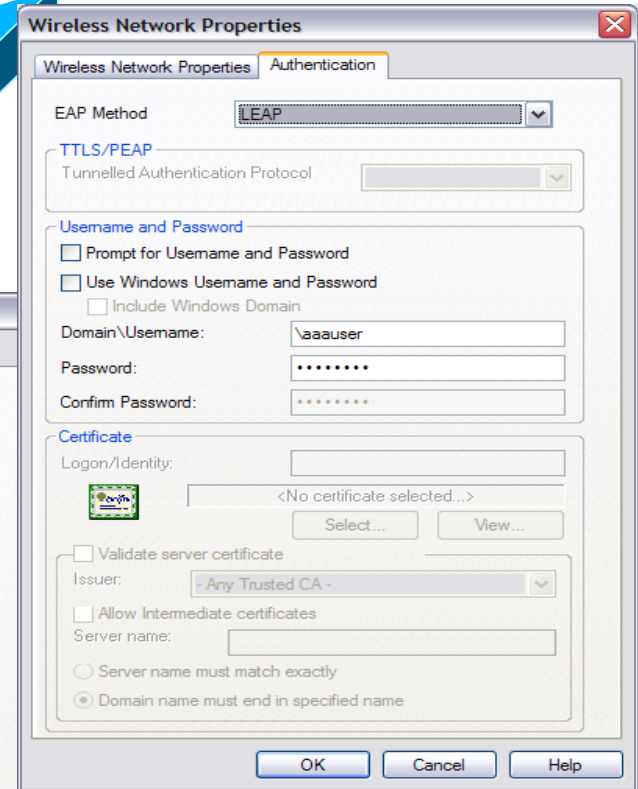 Wireless Network Properties
Wireless Network Properties Authentication
EAP Method LEAP
TTLS/PEAP
Tunnelled Authentication Protocol
Username and Password
Prompt for Username and Password
Use Windows Username and Password
Include Windows Domain
Domain\Username: \aaauser
Password: ••••••••
Confirm Password: ••••••••
Certificate
Logon/Identity:
<No certificate selected...>
Select... View...
Validate server certificate
Issuer: - Any Trusted CA -
Allow Intermediate certificates
Server name:
Server name must match exactly
Domain name must end in specified name
OK Cancel Help